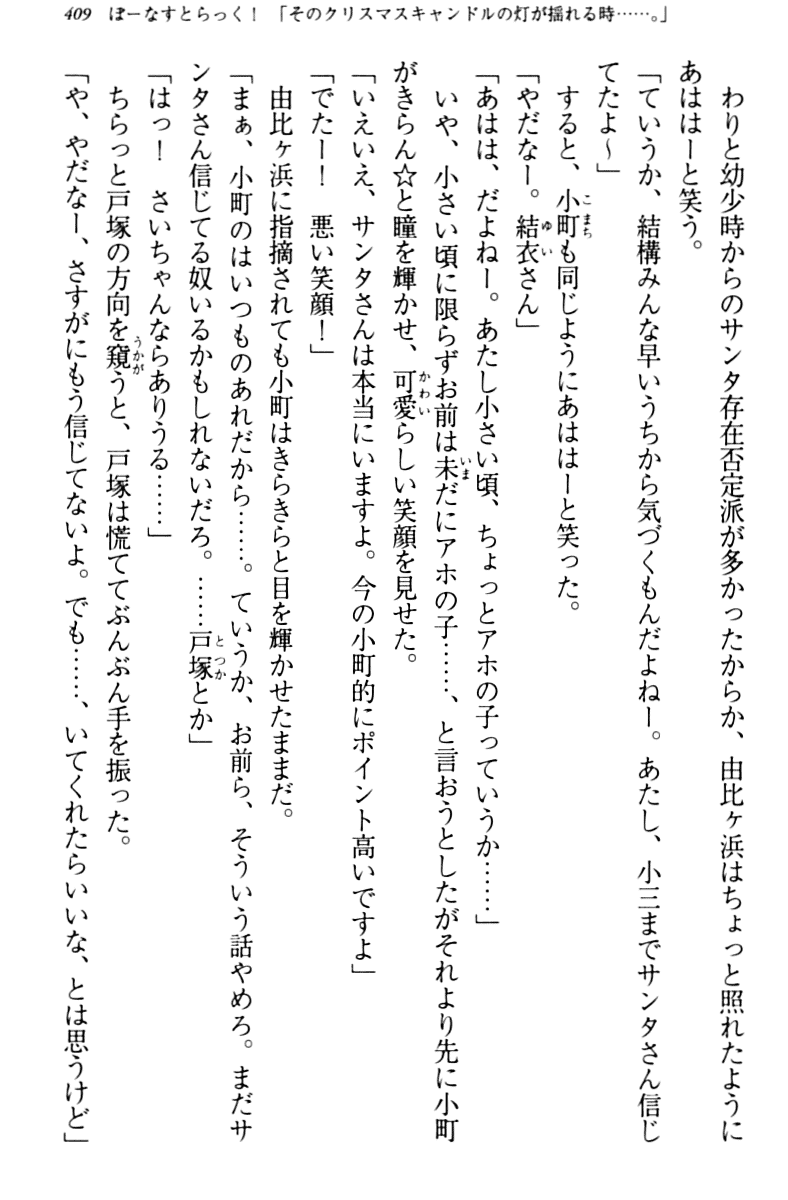 409 ぼーなすとらっく！「そのクリスマスキャンドルの灯が揺れる時……。」
わりと幼少時からのサンタ存在否定派が多かったからか、由比ヶ浜はちょっと照れたように
あははーと笑う。
「ていうか、結構みんな早いうちから気づくもんだよねー。あたし、小三までサンタさん信じ
てたよ～」
すると、小町も同じようにあははーと笑った。
「やだなー。結衣さん」
「あはは、だよねー。あたし小さい頃、ちょっとアホの子っていうか……」
いや、小さい頃に限らずお前は未だにアホの子……、と言おうとしたがそれより先に小町
がきらん☆と瞳を輝かせ、可愛らしい笑顔を見せた。
「いえいえ、サンタさんは本当にいますよ。今の小町的にポイント高いですよ」
「でたー！　悪い笑顔！」
由比ヶ浜に指摘されても小町はきらきらと目を輝かせたままだ。
「まぁ、小町のはいつものあれだから……。ていうか、お前ら、そういう話やめろ。まだサ
ンタさん信じてる奴いるかもしれないだろ。……戸塚とか」
「はっ！　さいちゃんならありうる……」
ちらっと戸塚の方向を窺うと、戸塚は慌ててぶんぶん手を振った。
「や、やだなー、さすがにもう信じてないよ。でも……、いてくれたらいいな、とは思うけど」